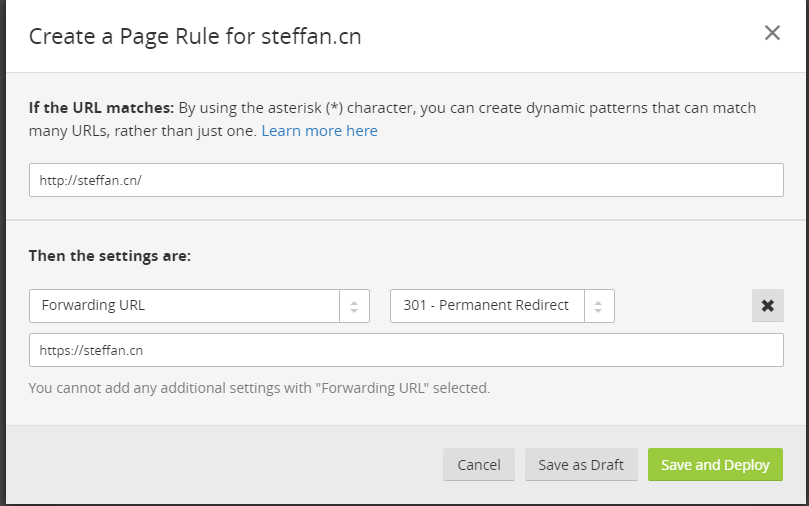 Create a Page Rule for steffan.cn
If the URL matches: By using the asterisk (*) character, you can create dynamic patterns that can match
many URLs, rather than just one. Learn more here
http://steffan.cn/
Then the settings are:
Forwarding URL
301 - Permanent Redirect
https://steffan.cn
You cannot add any additional settings with "Forwarding URL" selected.
Cancel
Save as Draft
Save and Deploy